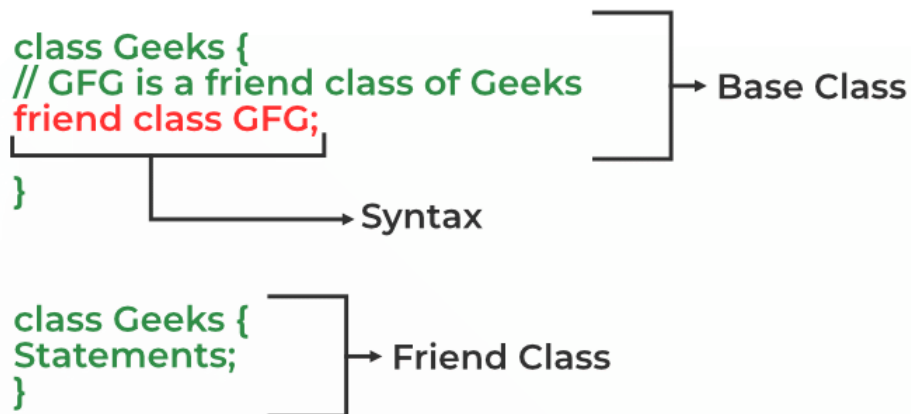 class Geeks {
// GFG is a friend class of Geeks
friend class GFG;
}
Base Class
Syntax
class Geeks {
Statements;
}
Friend Class